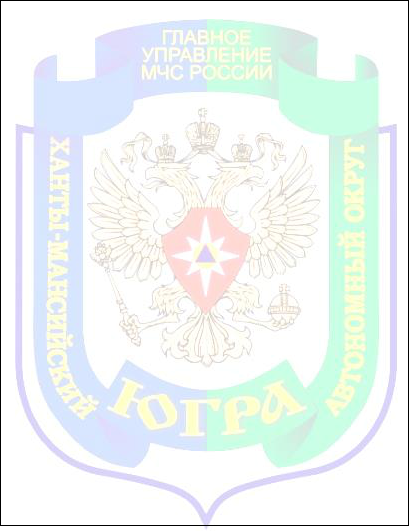 ГЛАВНОЕ
УПРАВЛЕНИЕ
МЧС РОССИИ
ХАНТЫ-МАНСИЙСКИЙ
АВТОНОМНЫЙ ОКРУГ
ЮГРА